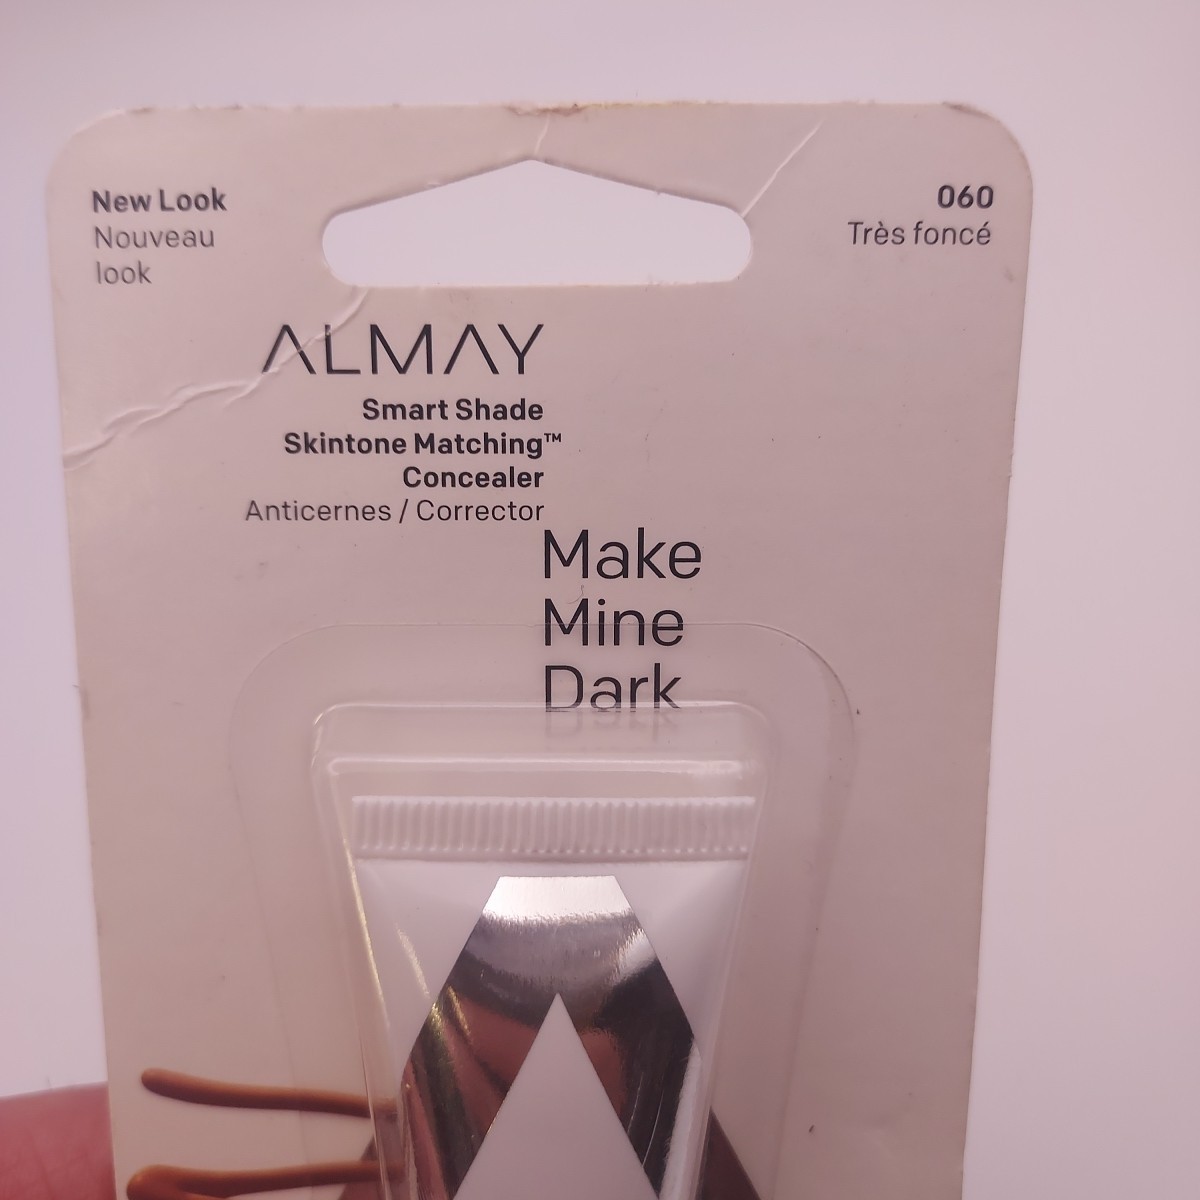 New Look
Nouveau
look
060
Très foncé
ALMAY
Smart Shade
Skintone Matching™
Concealer
Anticernes / Corrector
Make
Mine
Dark